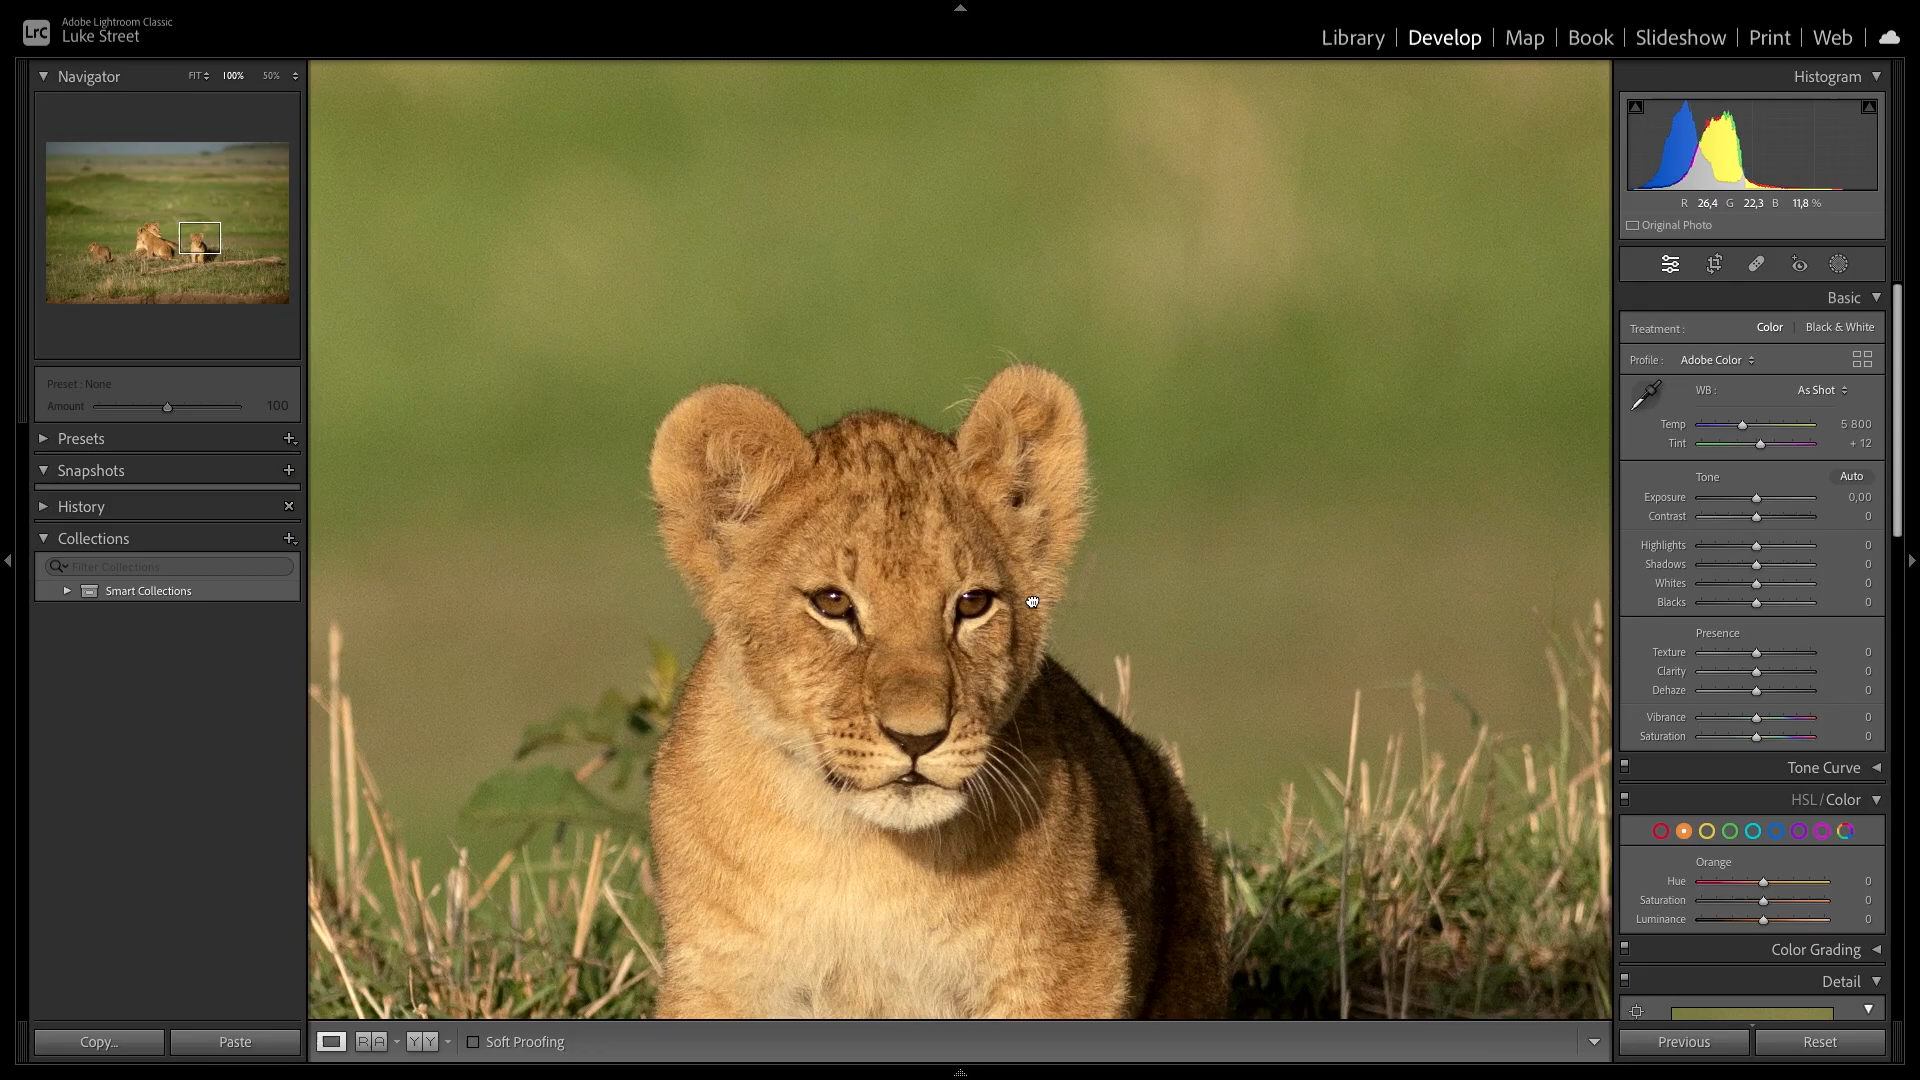 LrC
Adobe Lightroom Classic
Luke Street
Library | Develop | Map | Book | Slideshow | Print | Web
Navigator FIT 100% 50%
Preset : None
Amount 100
Presets
Snapshots
History
Collections
Filter Collections
Smart Collections
Copy... Paste
R A Y Y Soft Proofing
Histogram
R 26,4 G 22,3 B 11,8 %
Original Photo
Basic
Treatment : Color | Black & White
Profile : Adobe Color
WB : As Shot
Temp 5 800
Tint + 12
Tone Auto
Exposure 0,00
Contrast 0
Highlights 0
Shadows 0
Whites 0
Blacks 0
Presence
Texture 0
Clarity 0
Dehaze 0
Vibrance 0
Saturation 0
Tone Curve
HSL / Color
Orange
Hue 0
Saturation 0
Luminance 0
Color Grading
Detail
Previous Reset